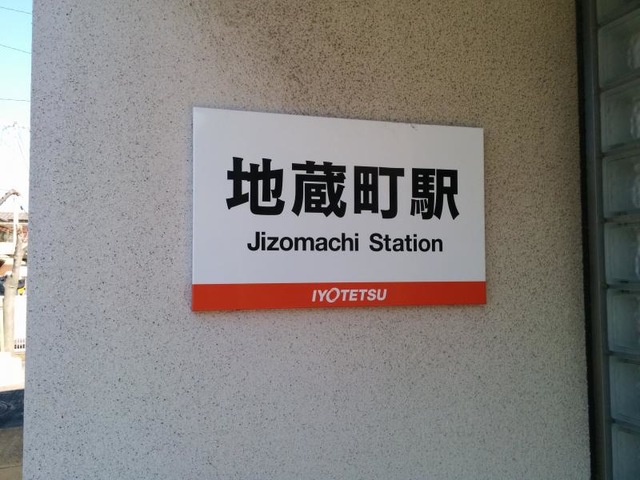 地蔵町駅
Jizomachi Station
IYOTETSU